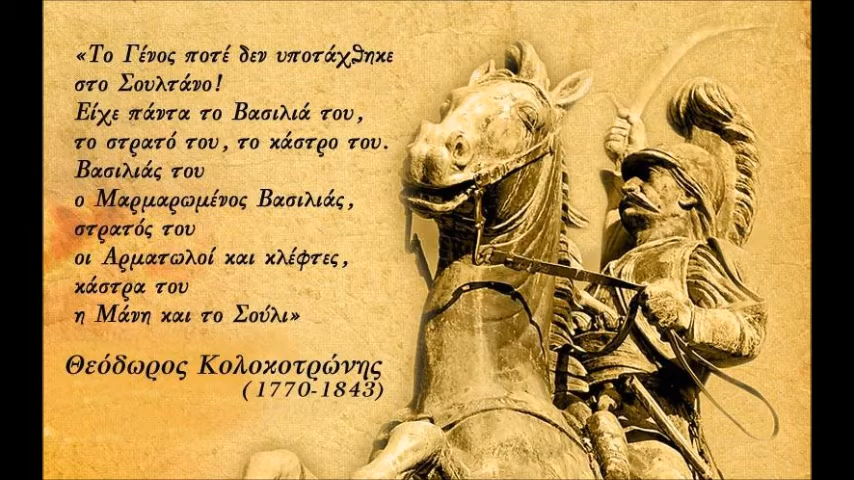 «Το Γένος ποτέ δεν υποτάχθηκε
στο Σουλτάνο!
Είχε πάντα το Βασιλιά του,
το στρατό του, το κάστρο του.
Βασιλιάς του
ο Μαρμαρωμένος Βασιλιάς,
στρατός του
οι Αρματωλοί και κλέφτες,
κάστρα του
η Μάνη και το Σούλι»
Θεόδωρος Κολοκοτρώνης
(1770-1843)